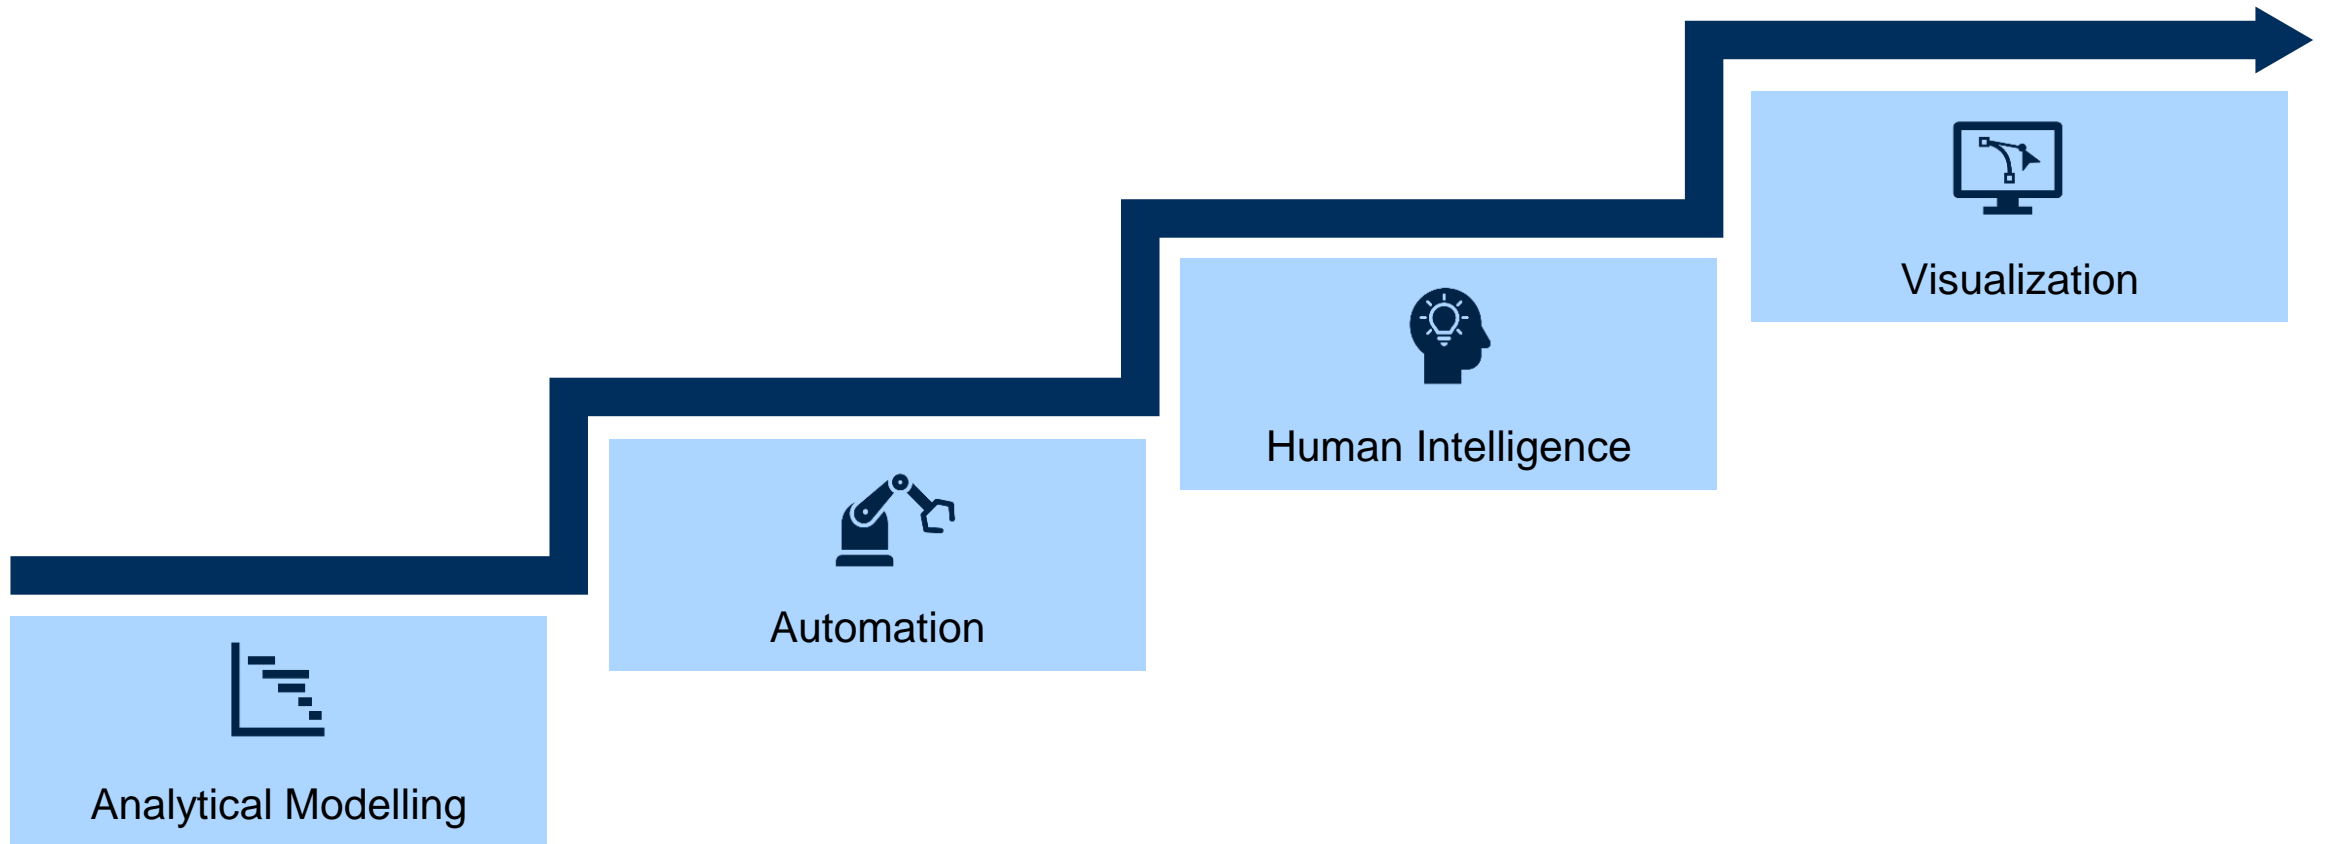 Analytical Modelling
Automation
Human Intelligence
Visualization